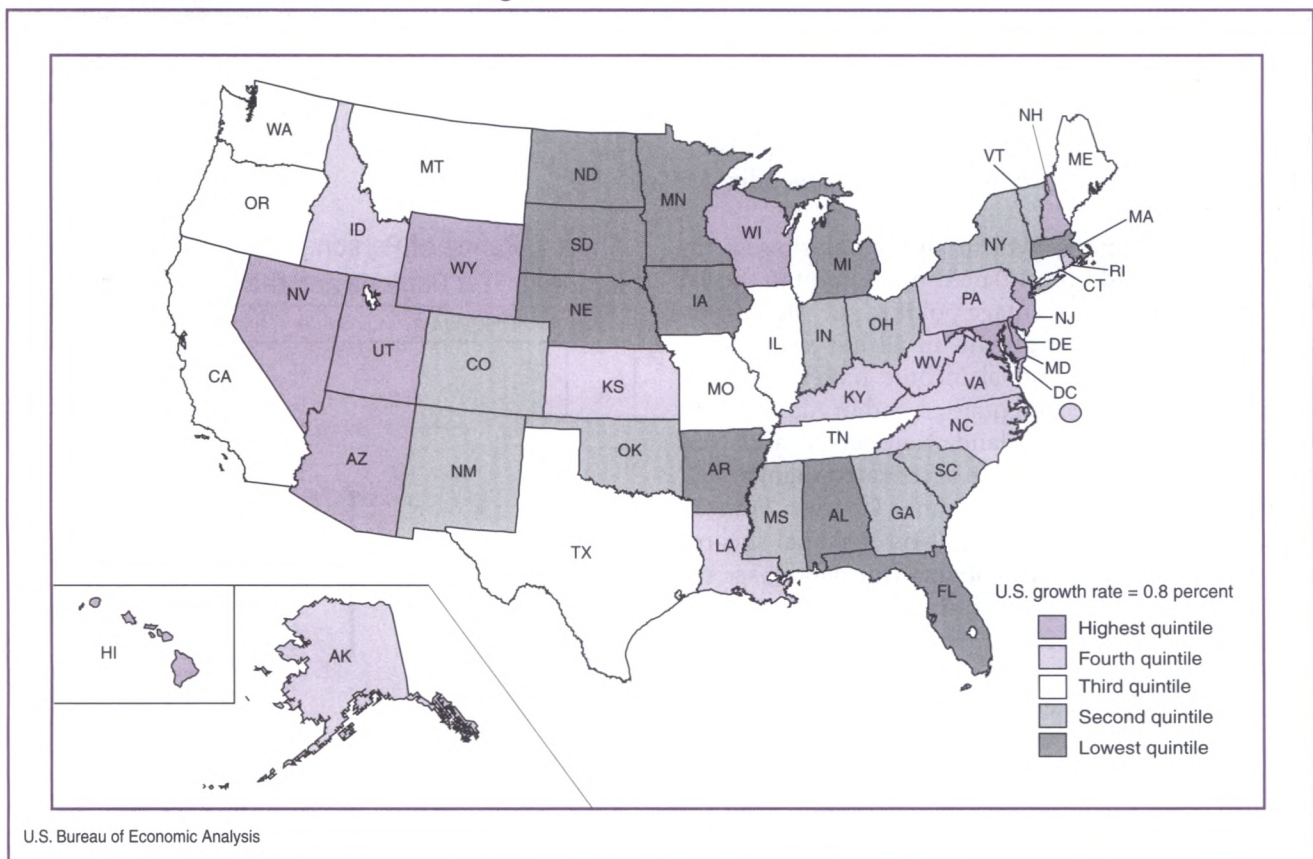 NH
WA
VT
ME
MT
ND
OR
MN
MA
ID
WI
NY
SD
WY
MI
RI
CT
PA
NV
IA
NE
NJ
OH
IN
IL
DE
UT
MD
CO
WV
CA
VA
DC
KS
MO
KY
NC
TN
OK
AZ
AR
SC
NM
MS
AL
GA
LA
TX
FL
U.S. growth rate = 0.8 percent
Highest quintile
HI
AK
Fourth quintile
Third quintile
Second quintile
Lowest quintile
U.S. Bureau of Economic Analysis